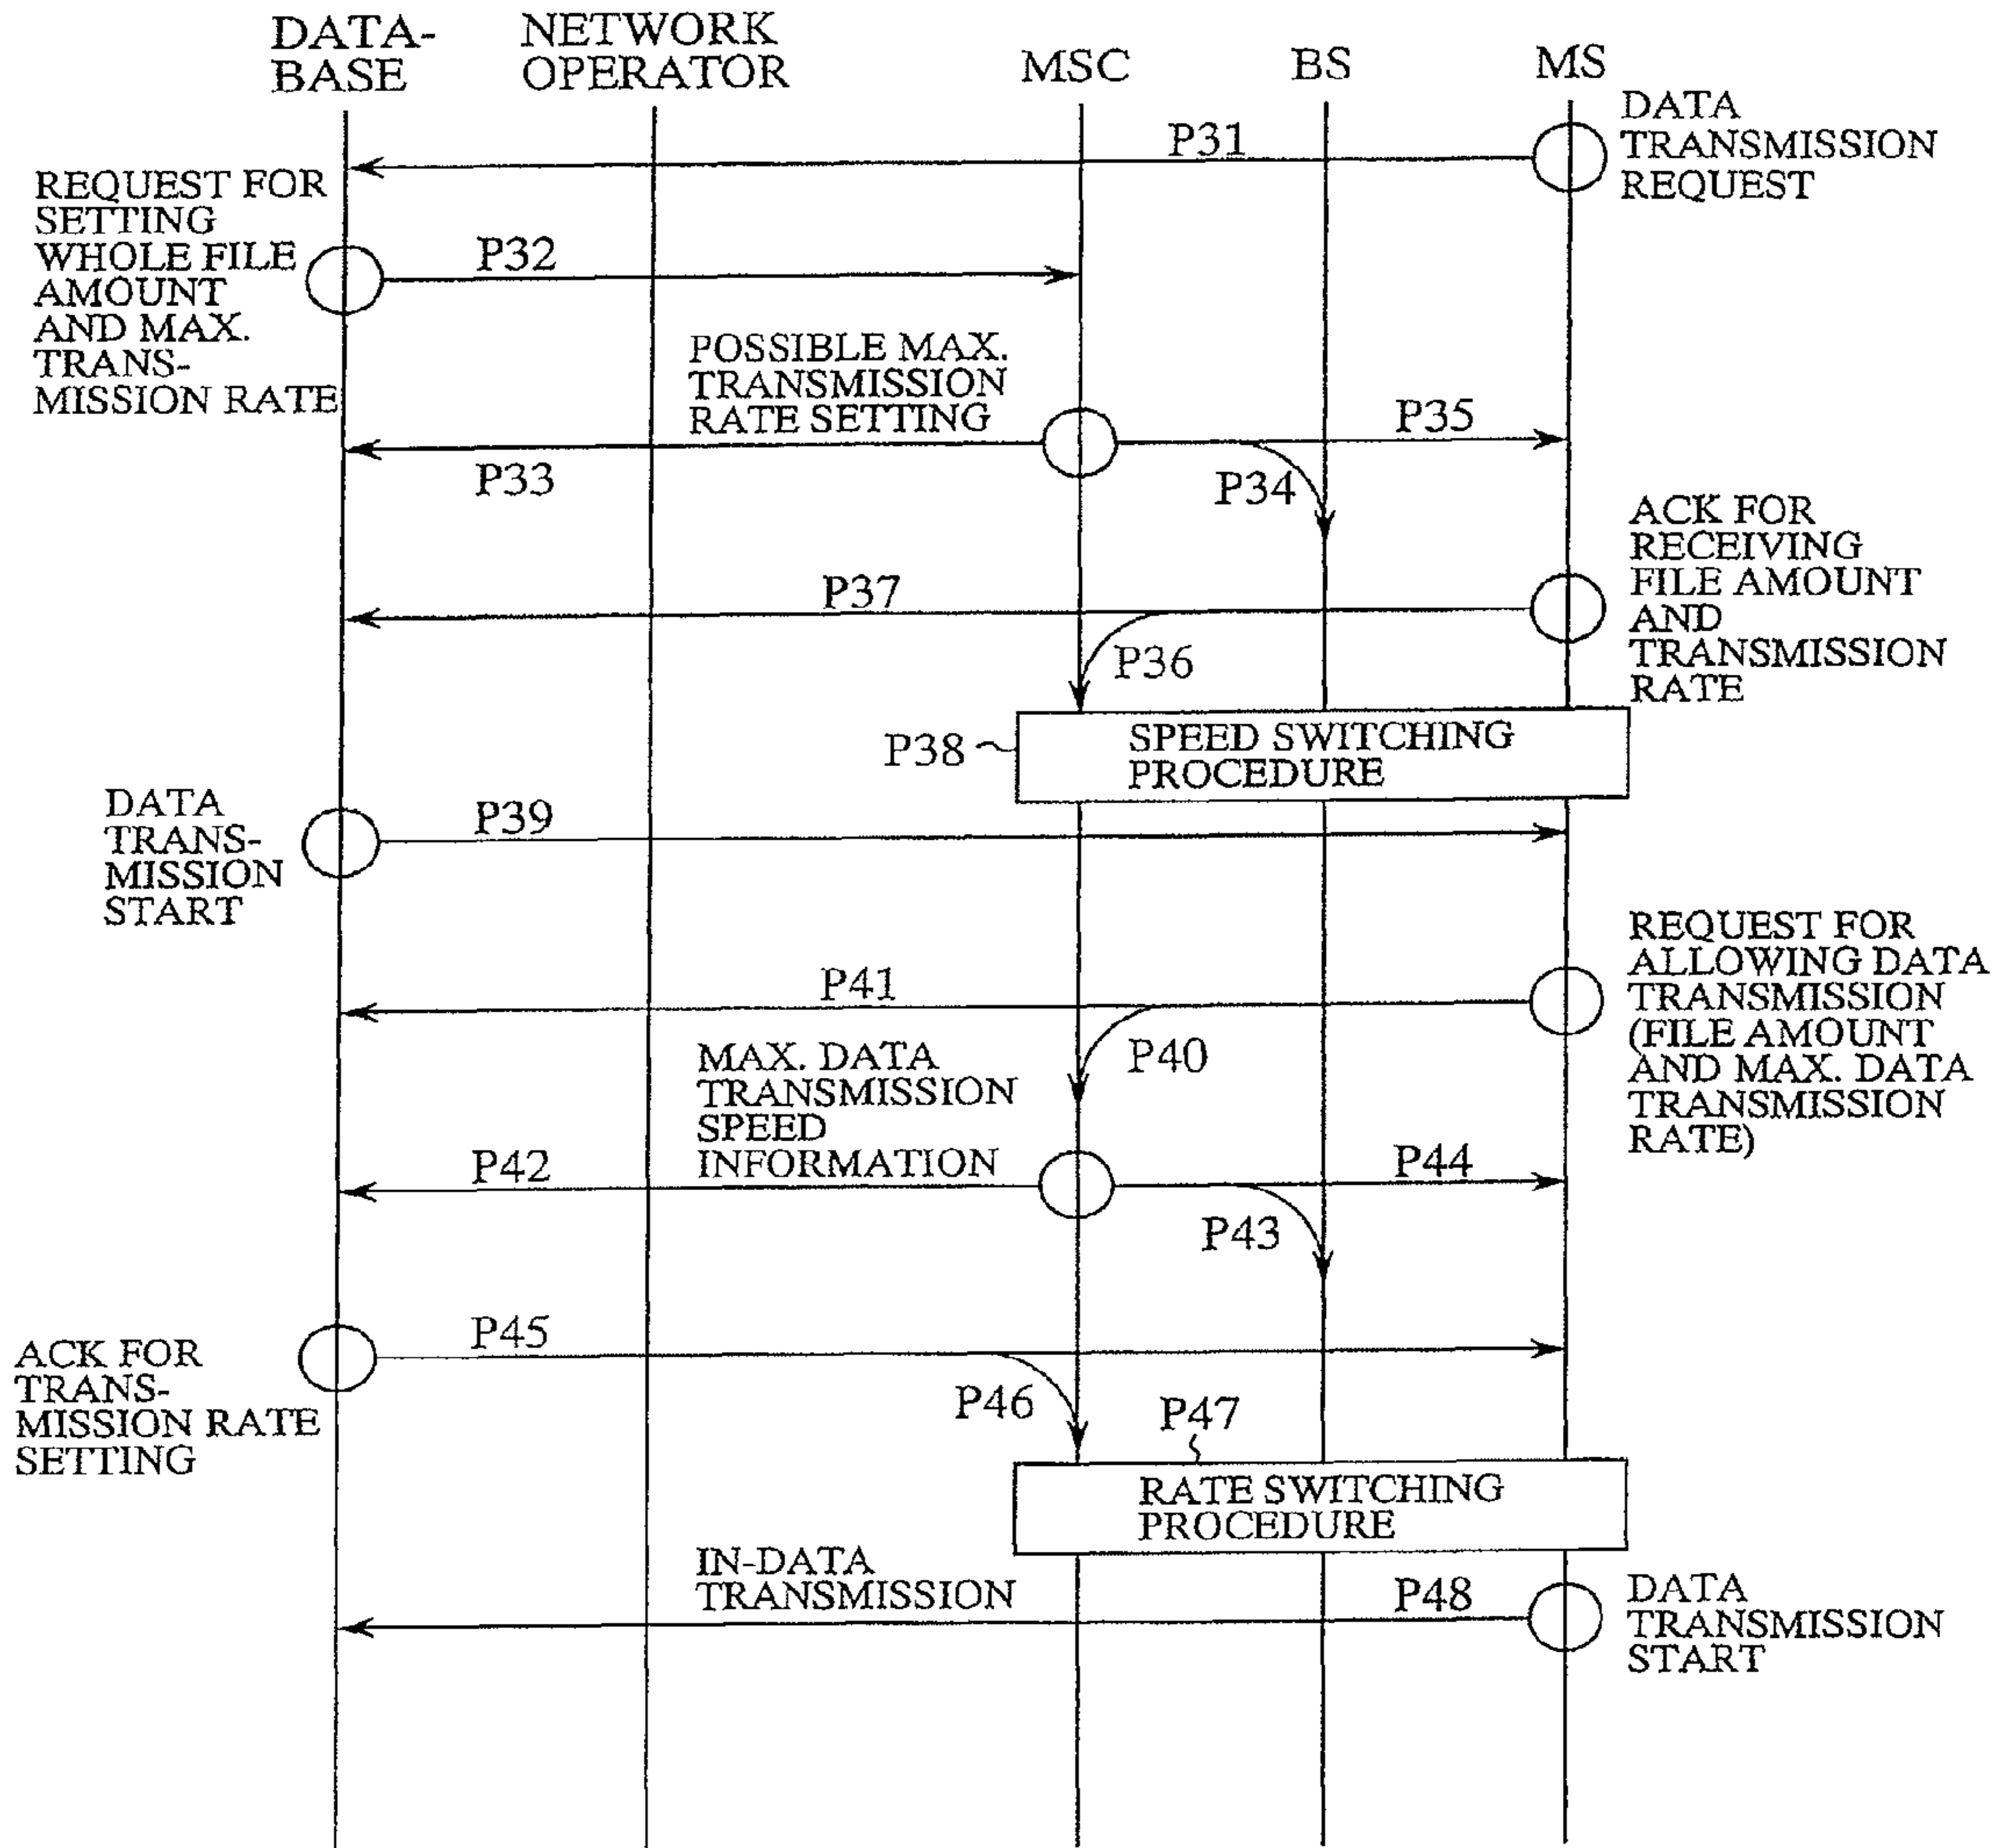 DATA-
BASE
NETWORK
OPERATOR
MSC
BS
MS
P31
DATA
TRANSMISSION
REQUEST
REQUEST FOR
SETTING
WHOLE FILE
AMOUNT
AND MAX.
TRANS-
MISSION RATE
P32
POSSIBLE MAX.
TRANSMISSION
RATE SETTING
P35
P33
P34
ACK FOR
RECEIVING
FILE AMOUNT
AND
TRANSMISSION
RATE
P37
P36
P38
SPEED SWITCHING
PROCEDURE
DATA
TRANS-
MISSION
START
P39
REQUEST FOR
ALLOWING DATA
TRANSMISSION
(FILE AMOUNT
AND MAX. DATA
TRANSMISSION
RATE)
P41
P40
MAX. DATA
TRANSMISSION
SPEED
INFORMATION
P42
P44
P43
ACK FOR
TRANS-
MISSION RATE
SETTING
P45
P46
P47
RATE SWITCHING
PROCEDURE
IN-DATA
TRANSMISSION
P48
DATA
TRANSMISSION
START